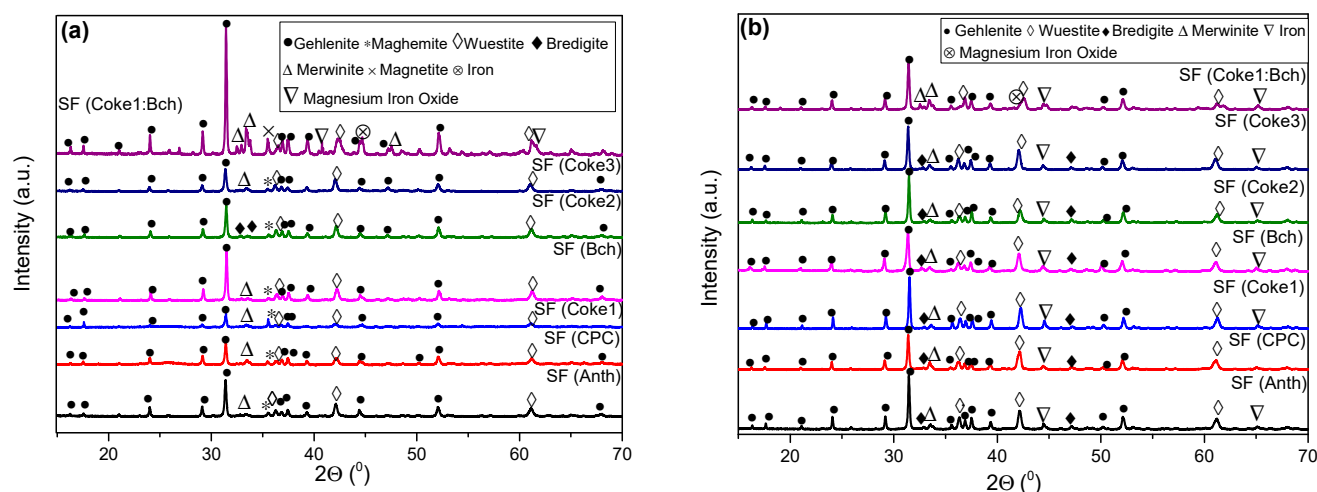 (a)
● Gehlenite *Maghemite ◊Wuestite ◆ Bredigite
Δ Merwinite × Magnetite ⊗ Iron
∇ Magnesium Iron Oxide
SF (Coke1:Bch)
SF (Coke3)
SF (Coke2)
SF (Bch)
SF (Coke1)
SF (CPC)
SF (Anth)
Intensity (a.u.)
20 30 40 50 60 70
2Θ (⁰)
(b)
● Gehlenite ◊ Wuestite ◆ Bredigite Δ Merwinite ∇ Iron
⊗ Magnesium Iron Oxide
SF (Coke1:Bch)
SF (Coke3)
SF (Coke2)
SF (Bch)
SF (Coke1)
SF (CPC)
SF (Anth)
Intensity (a.u.)
20 30 40 50 60 70
2Θ (⁰)